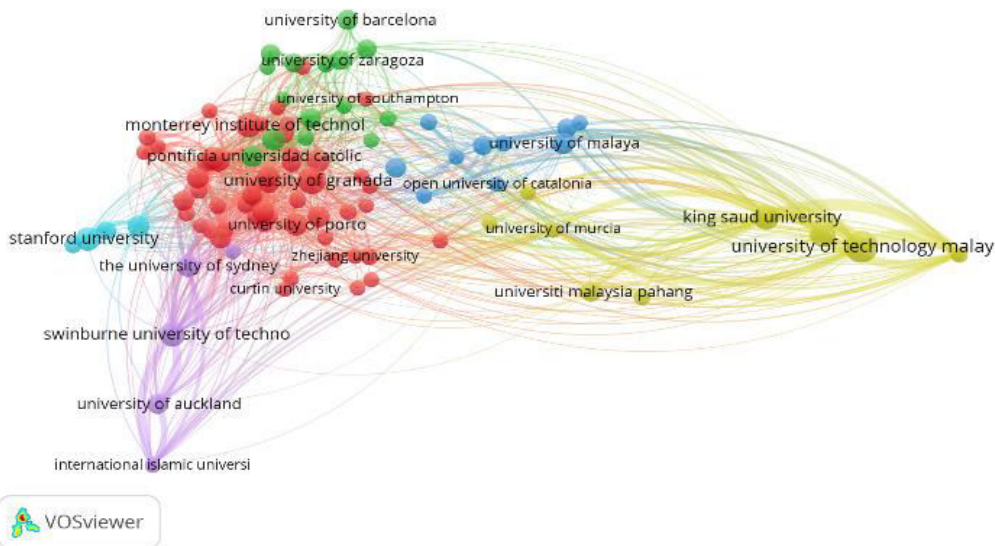 university of barcelona
university of zaragoza
university of southampton
monterrey institute of technol
university of malaya
pontificia universidad catolic
university of granada
open university of catalonia
king saud university
university of porto
university of murcia
stanford university
university of technology malay
zhejiang university
the university of sydney
curtin university
universiti malaysia pahang
swinburne university of techno
university of auckland
international islamic universi
VOSviewer